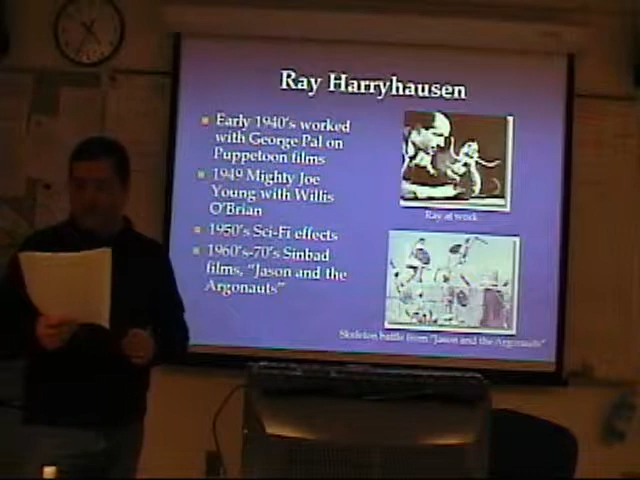 Ray Harryhausen
Early 1940's worked
with George Pal on
Puppetoon films
1949 Mighty Joe
Young with Willis
O'Brian
1950's Sci-Fi effects
1960's-70's Sinbad
films, "Jason and the
Argonauts"
Ray at work
Skeleton battle from "Jason and the Argonauts"